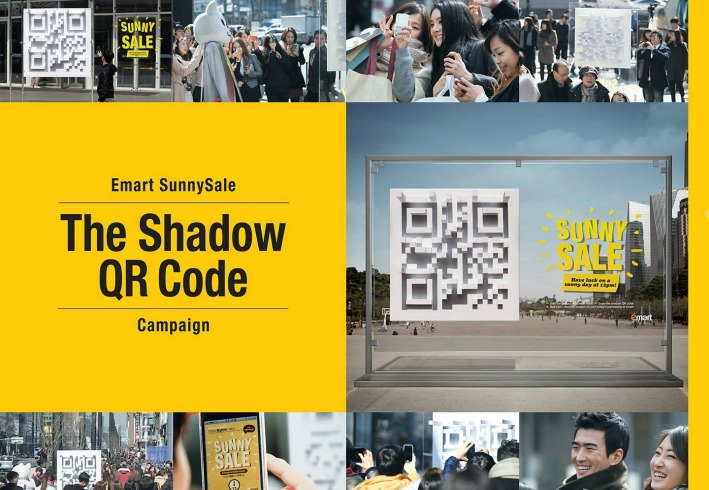 SUNNY
SALE
Emart SunnySale
The Shadow
QR Code
Campaign
SUNNY
SALE
Have luck on a
sunny day at 12pm!
emart
SUNNY
SALE